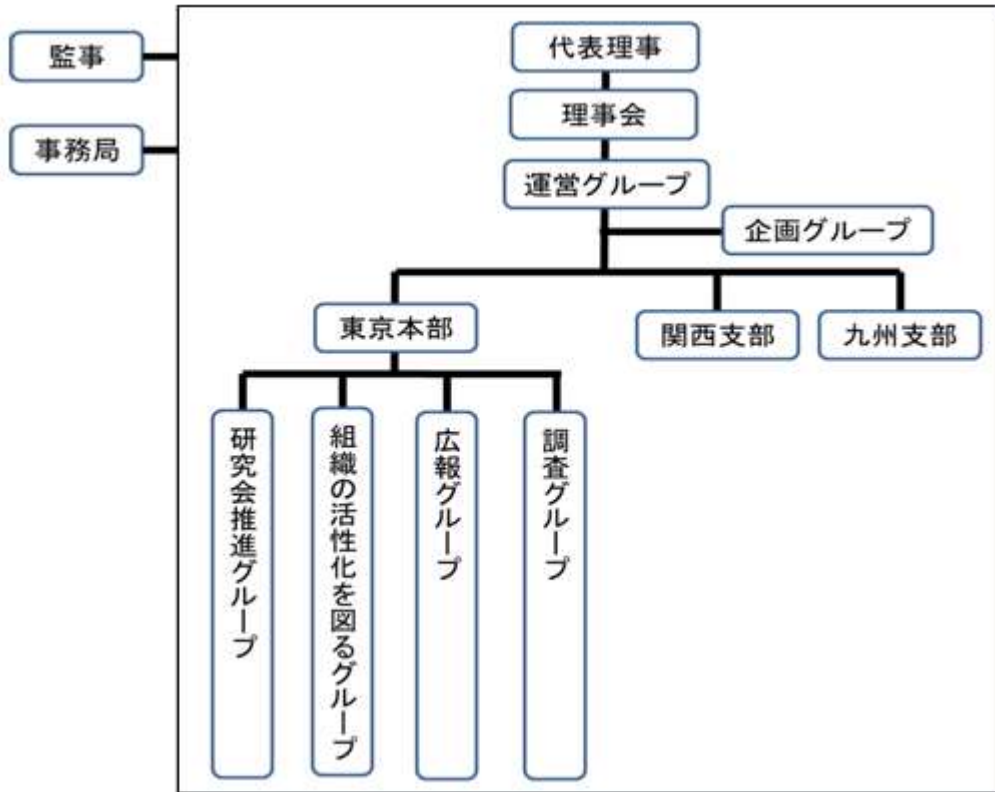 監事
事務局
代表理事
理事会
運営グループ
企画グループ
東京本部
関西支部
九州支部
研究会推進グループ
組織の活性化を図るグループ
広報グループ
調査グループ